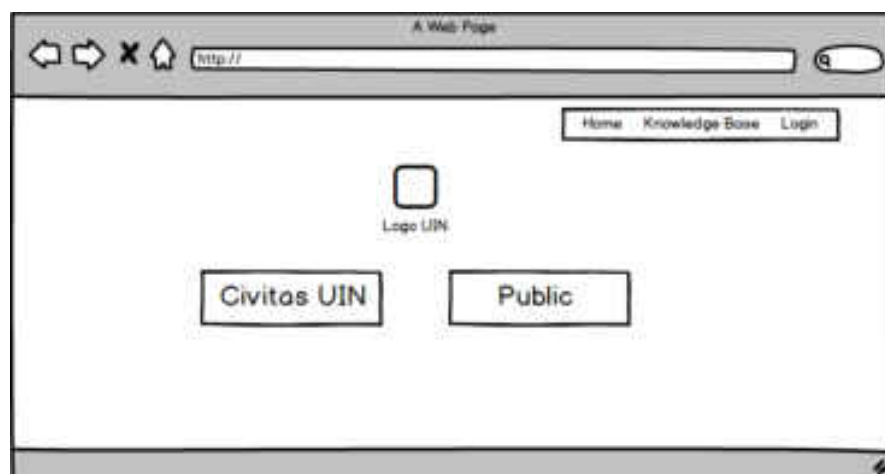 A Web Page
http://
Home Knowledge Base Login
Logo UIN
Civitas UIN Public